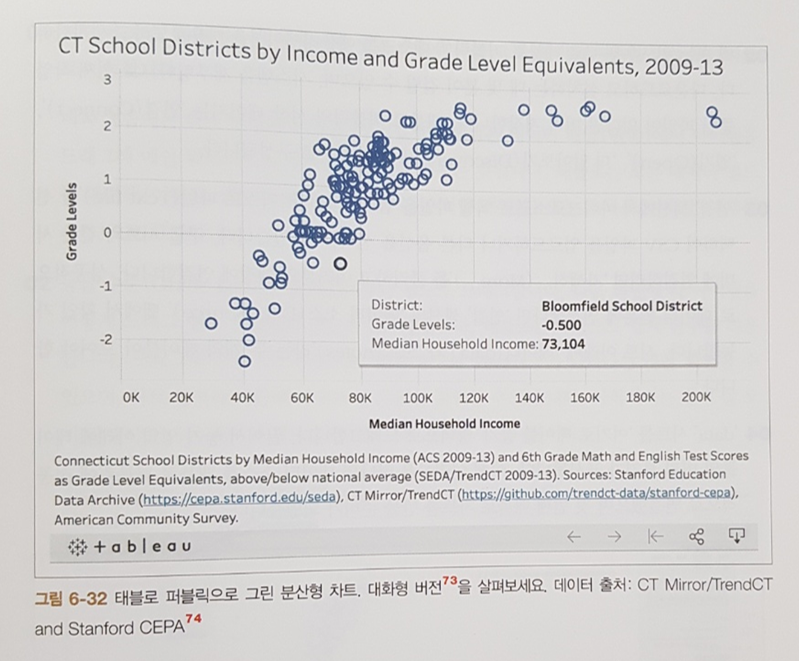 CT School Districts by Income and Grade Level Equivalents, 2009-13
3
2
1
0
-1
-2
Grade Levels
District: Bloomfield School District
Grade Levels: -0.500
Median Household Income: 73,104
0K 20K 40K 60K 80K 100K 120K 140K 160K 180K 200K
Median Household Income
Connecticut School Districts by Median Household Income (ACS 2009-13) and 6th Grade Math and English Test Scores
as Grade Level Equivalents, above/below national average (SEDA/TrendCT 2009-13). Sources: Stanford Education
Data Archive (https://cepa.stanford.edu/seda), CT Mirror/TrendCT (https://github.com/trendct-data/stanford-cepa),
American Community Survey.
+ a b l e a u
그림 6-32 태블로 퍼블릭으로 그린 분산형 차트. 대화형 버전73을 살펴보세요. 데이터 출처: CT Mirror/TrendCT
and Stanford CEPA74